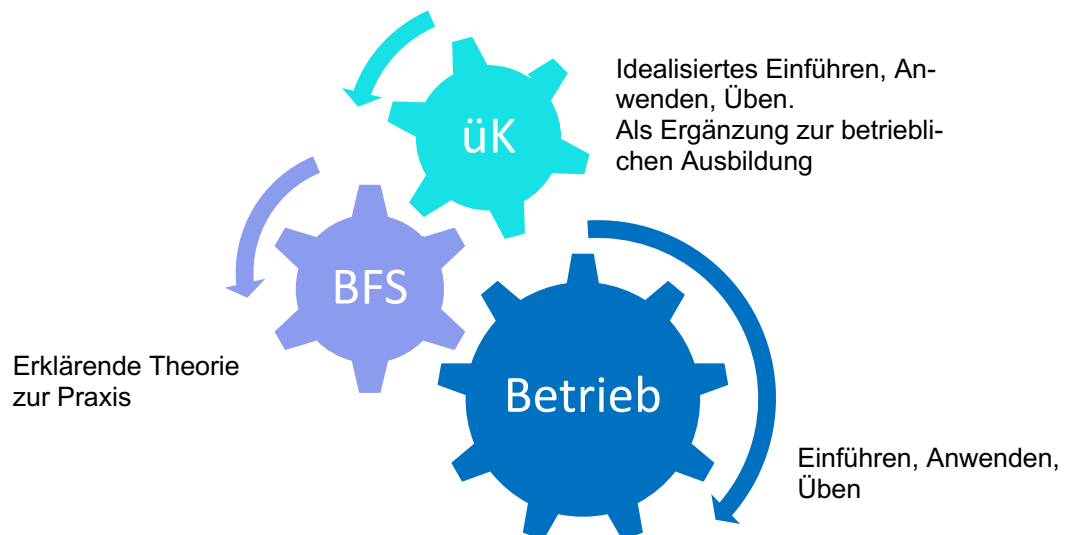 Idealisiertes Einführen, An-
wenden, Üben.
Als Ergänzung zur betriebli-
chen Ausbildung
üK
BFS
Erklärende Theorie
zur Praxis
Betrieb
Einführen, Anwenden,
Üben